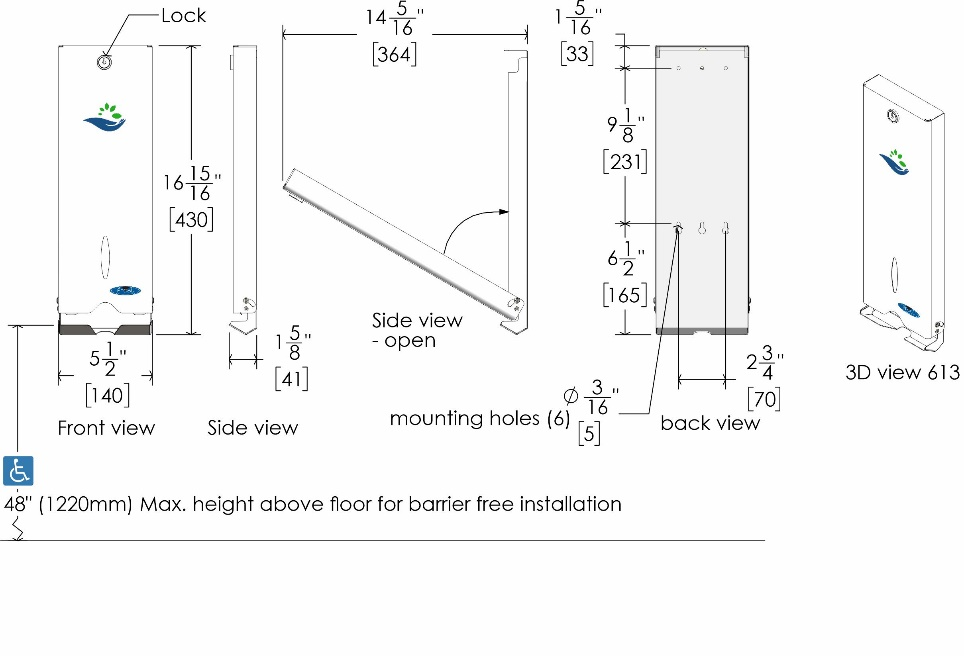 Lock
14 5/16"
[364]
1 5/16"
[33]
9 1/8"
[231]
16 15/16"
[430]
6 1/2"
[165]
Side view
- open
5 1/2"
[140]
1 5/8"
[41]
2 3/4"
[70]
3D view 613
Ø 3/16"
[5]
mounting holes (6)
Front view
Side view
back view
48" (1220mm) Max. height above floor for barrier free installation